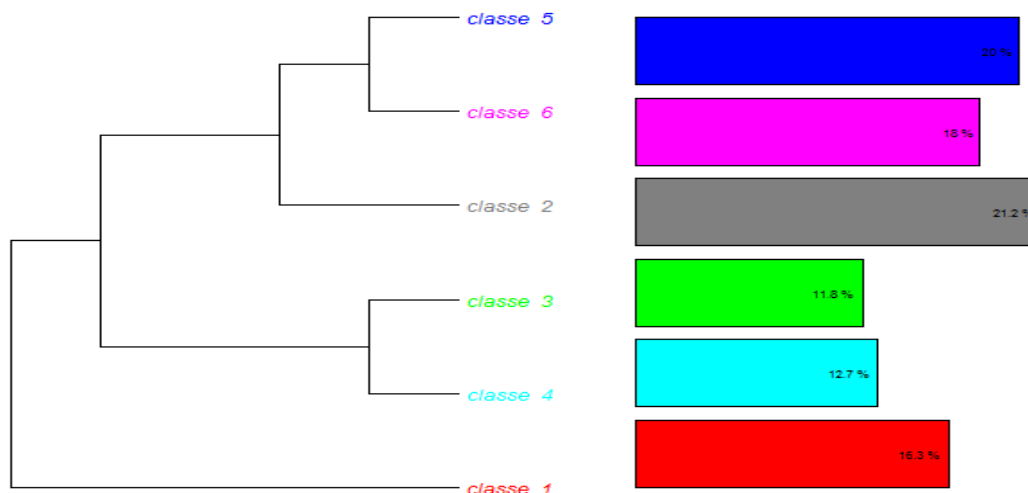 classe 5
20 %
classe 6
18 %
classe 2
21.2 %
classe 3
11.8 %
classe 4
12.7 %
classe 1
16.3 %